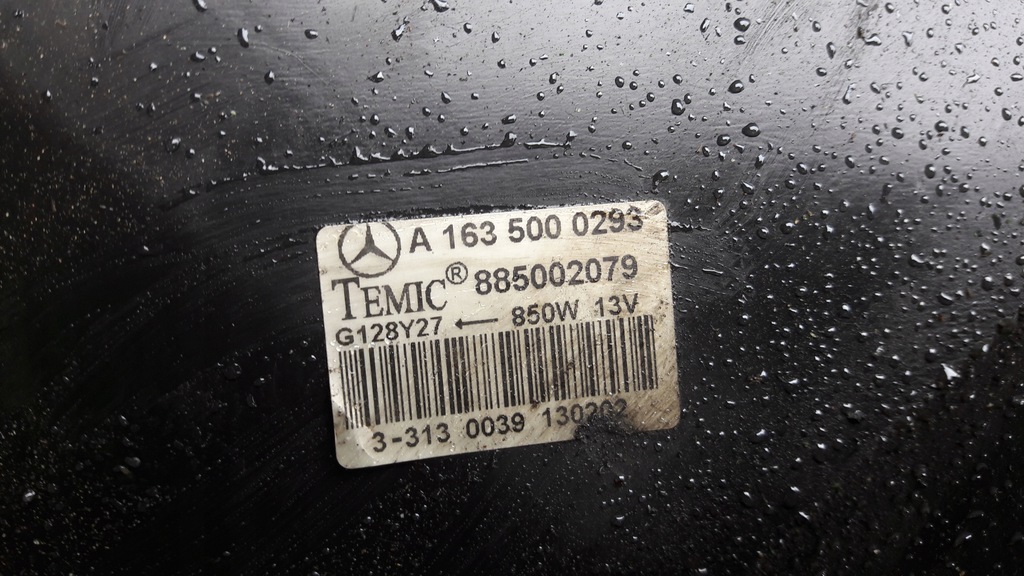 A 163 500 0293
TEMIC® 885002079
G128Y27 ← 850W 13V
3-313 0039 130202